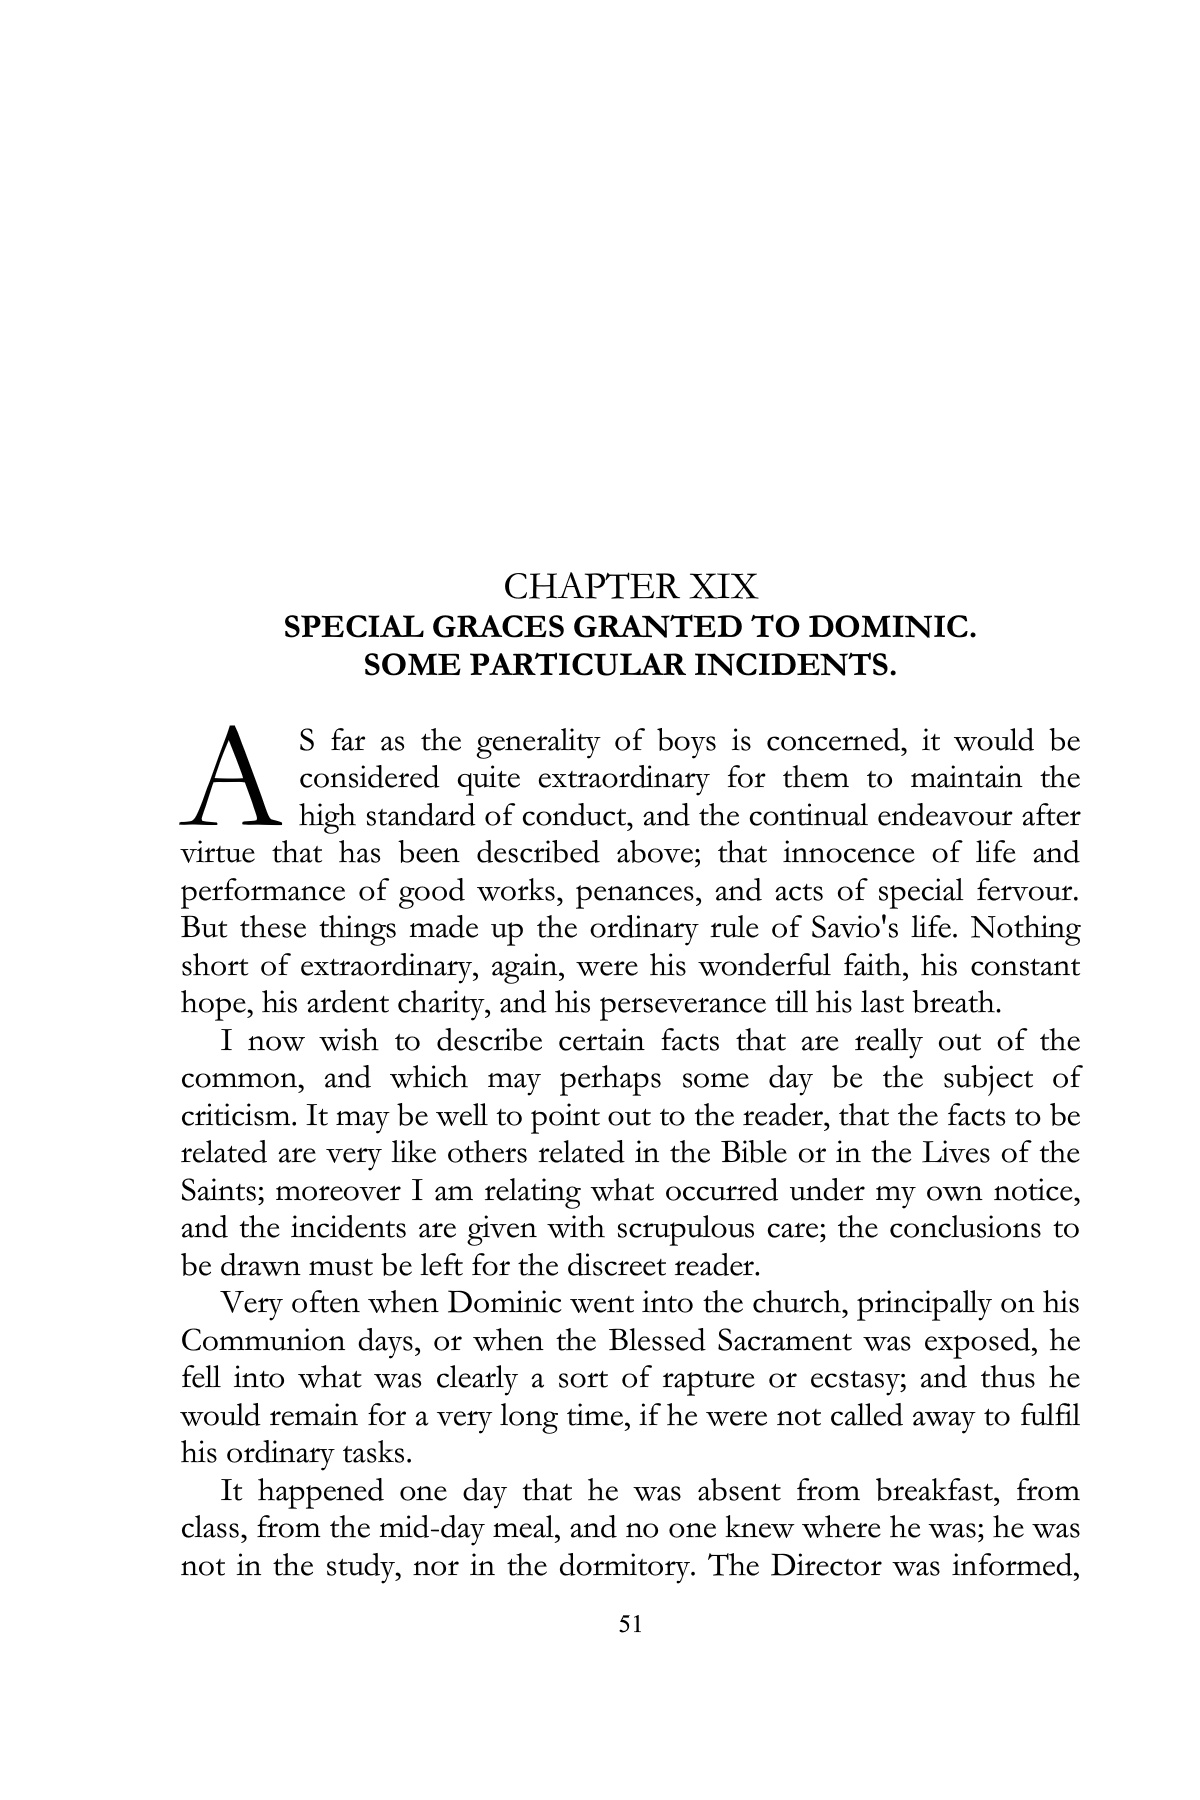 CHAPTER XIX
SPECIAL GRACES GRANTED TO DOMINIC.
SOME PARTICULAR INCIDENTS.
AS far as the generality of boys is concerned, it would be
considered quite extraordinary for them to maintain the
high standard of conduct, and the continual endeavour after
virtue that has been described above; that innocence of life and
performance of good works, penances, and acts of special fervour.
But these things made up the ordinary rule of Savio's life. Nothing
short of extraordinary, again, were his wonderful faith, his constant
hope, his ardent charity, and his perseverance till his last breath.
I now wish to describe certain facts that are really out of the
common, and which may perhaps some day be the subject of
criticism. It may be well to point out to the reader, that the facts to be
related are very like others related in the Bible or in the Lives of the
Saints; moreover I am relating what occurred under my own notice,
and the incidents are given with scrupulous care; the conclusions to
be drawn must be left for the discreet reader.
Very often when Dominic went into the church, principally on his
Communion days, or when the Blessed Sacrament was exposed, he
fell into what was clearly a sort of rapture or ecstasy; and thus he
would remain for a very long time, if he were not called away to fulfil
his ordinary tasks.
It happened one day that he was absent from breakfast, from
class, from the mid-day meal, and no one knew where he was; he was
not in the study, nor in the dormitory. The Director was informed,
51